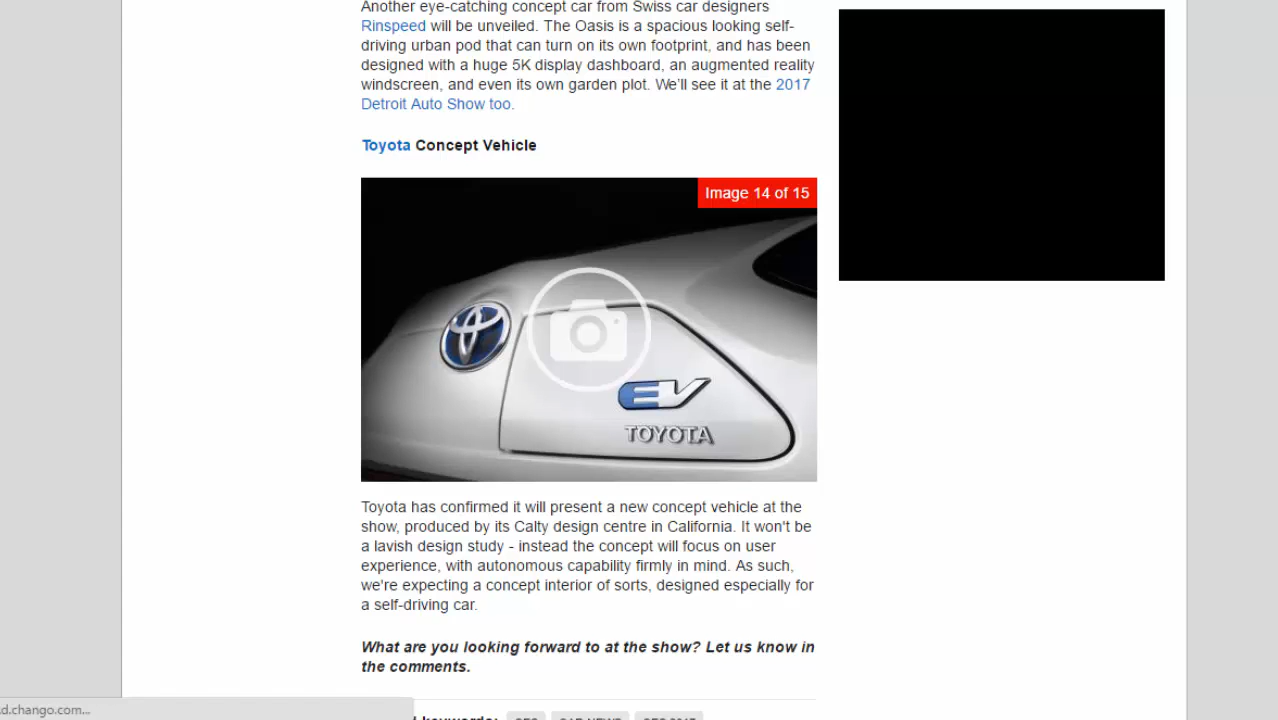 Another eye-catching concept car from Swiss car designers
Rinspeed will be unveiled. The Oasis is a spacious looking self-
driving urban pod that can turn on its own footprint, and has been
designed with a huge 5K display dashboard, an augmented reality
windscreen, and even its own garden plot. We'll see it at the 2017
Detroit Auto Show too.
Toyota Concept Vehicle
Image 14 of 15
EV
TOYOTA
Toyota has confirmed it will present a new concept vehicle at the
show, produced by its Calty design centre in California. It won't be
a lavish design study - instead the concept will focus on user
experience, with autonomous capability firmly in mind. As such,
we're expecting a concept interior of sorts, designed especially for
a self-driving car.
What are you looking forward to at the show? Let us know in
the comments.
d.chango.com...
keywords: CES CAR NEWS CES 2017